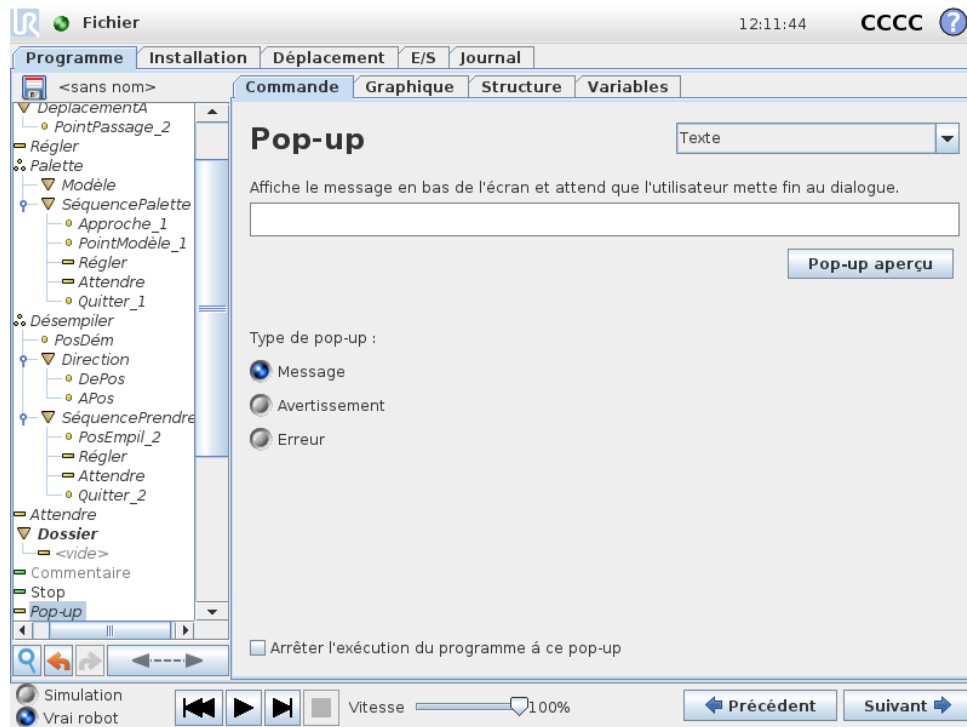 UR Fichier 12:11:44 CCCC ?
Programme Installation Déplacement E/S Journal
<sans nom> Commande Graphique Structure Variables
DéplacementA
PointPassage_2
Régler
Palette
Modèle
SéquencePalette
Approche_1
PointModèle_1
Régler
Attendre
Quitter_1
Désempiler
PosDém
Direction
DePos
APos
SéquencePrendre
PosEmpil_2
Régler
Attendre
Quitter_2
Attendre
Dossier
<vide>
Commentaire
Stop
Pop-up
Pop-up
Texte
Affiche le message en bas de l'écran et attend que l'utilisateur mette fin au dialogue.
Pop-up aperçu
Type de pop-up :
Message
Avertissement
Erreur
Arrêter l'exécution du programme á ce pop-up
Simulation
Vrai robot
Vitesse 100%
Précédent
Suivant